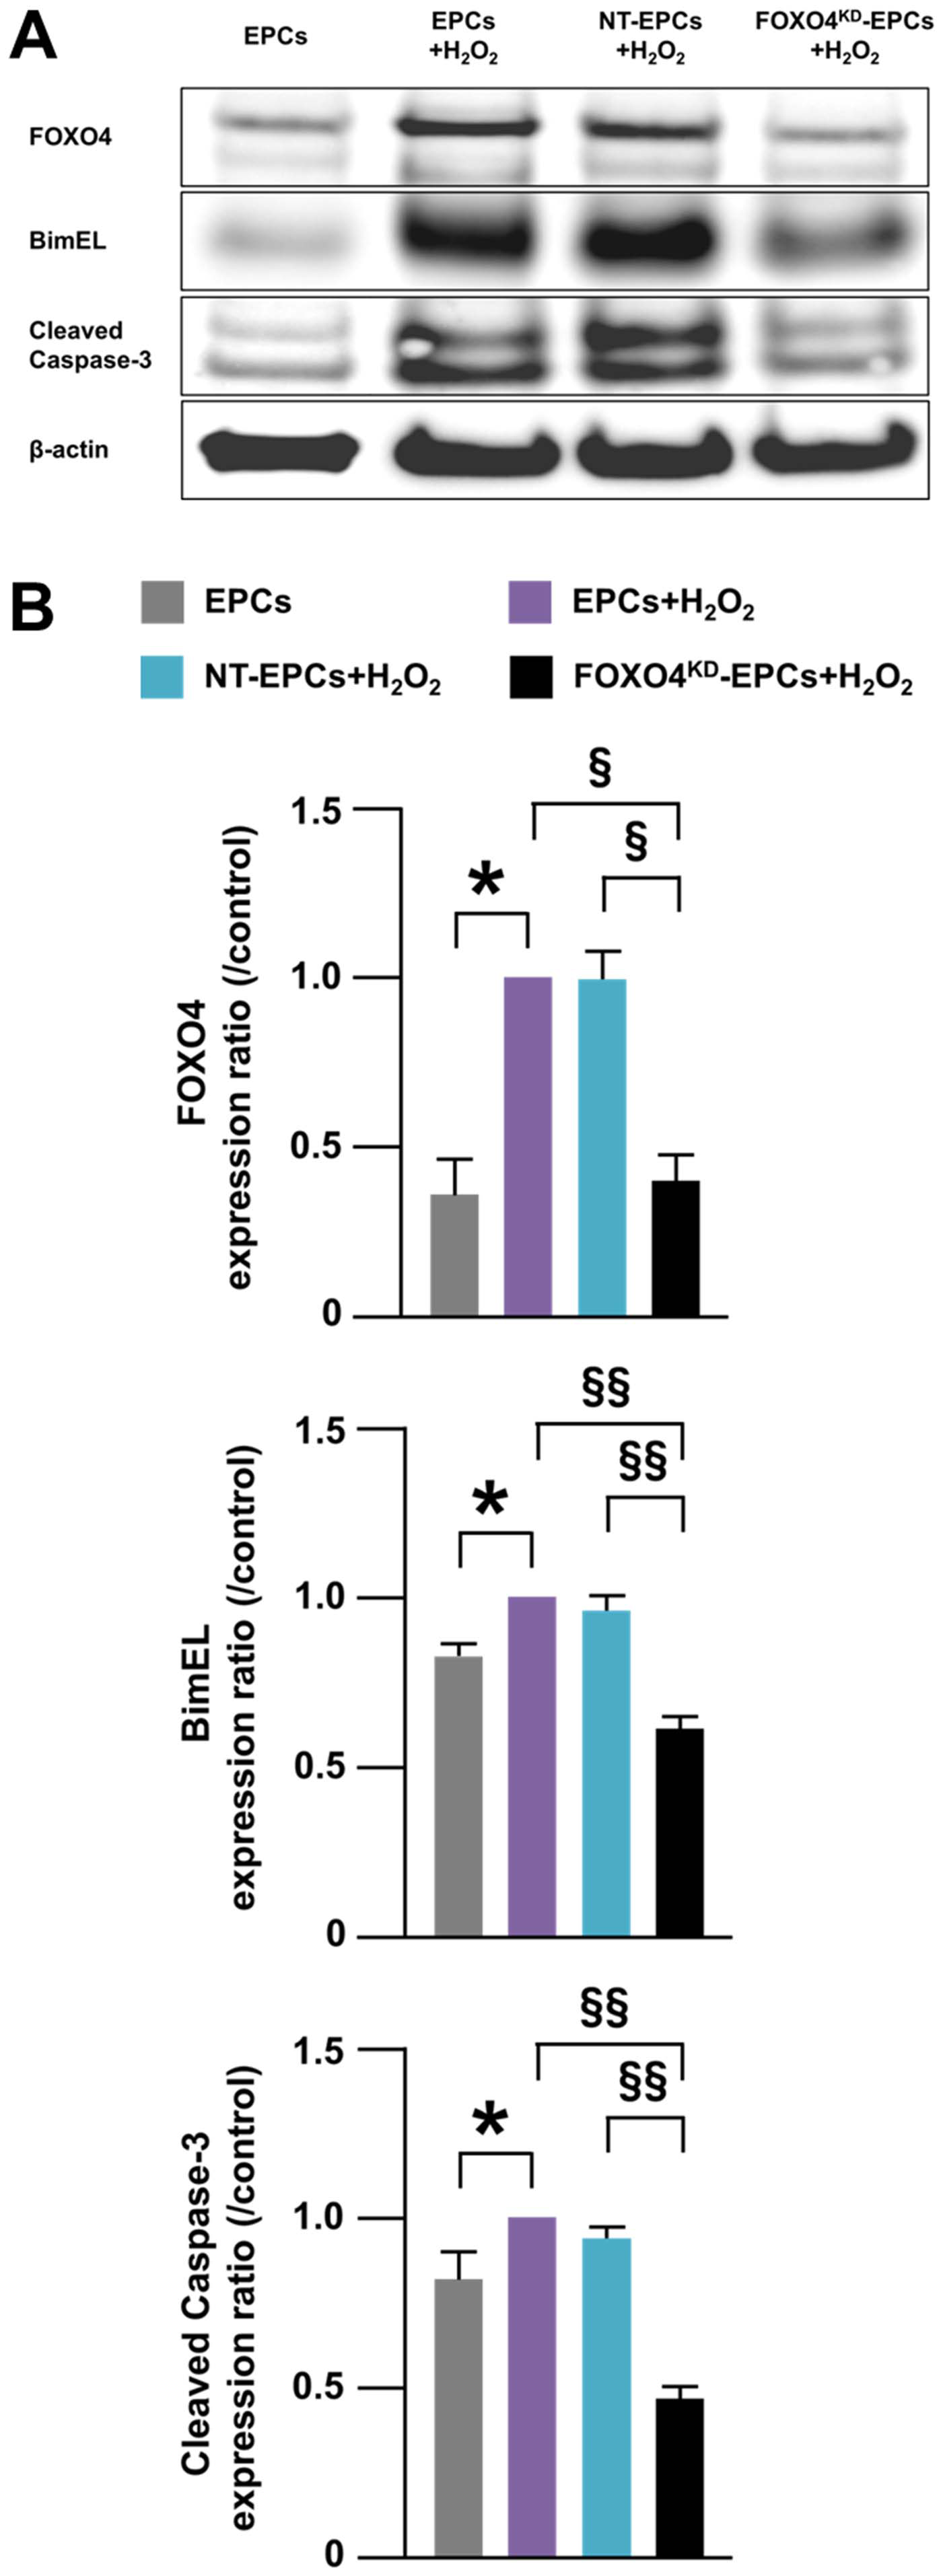 A
EPCs
EPCs
+H₂O₂
NT-EPCs
+H₂O₂
FOXO4ᴷᴰ-EPCs
+H₂O₂
FOXO4
BimEL
Cleaved
Caspase-3
β-actin
B
EPCs
EPCs+H₂O₂
NT-EPCs+H₂O₂
FOXO4ᴷᴰ-EPCs+H₂O₂
FOXO4
expression ratio (/control)
1.5
1.0
0.5
0
*
§
§
BimEL
expression ratio (/control)
1.5
1.0
0.5
0
*
§§
§§
Cleaved Caspase-3
expression ratio (/control)
1.5
1.0
0.5
0
*
§§
§§